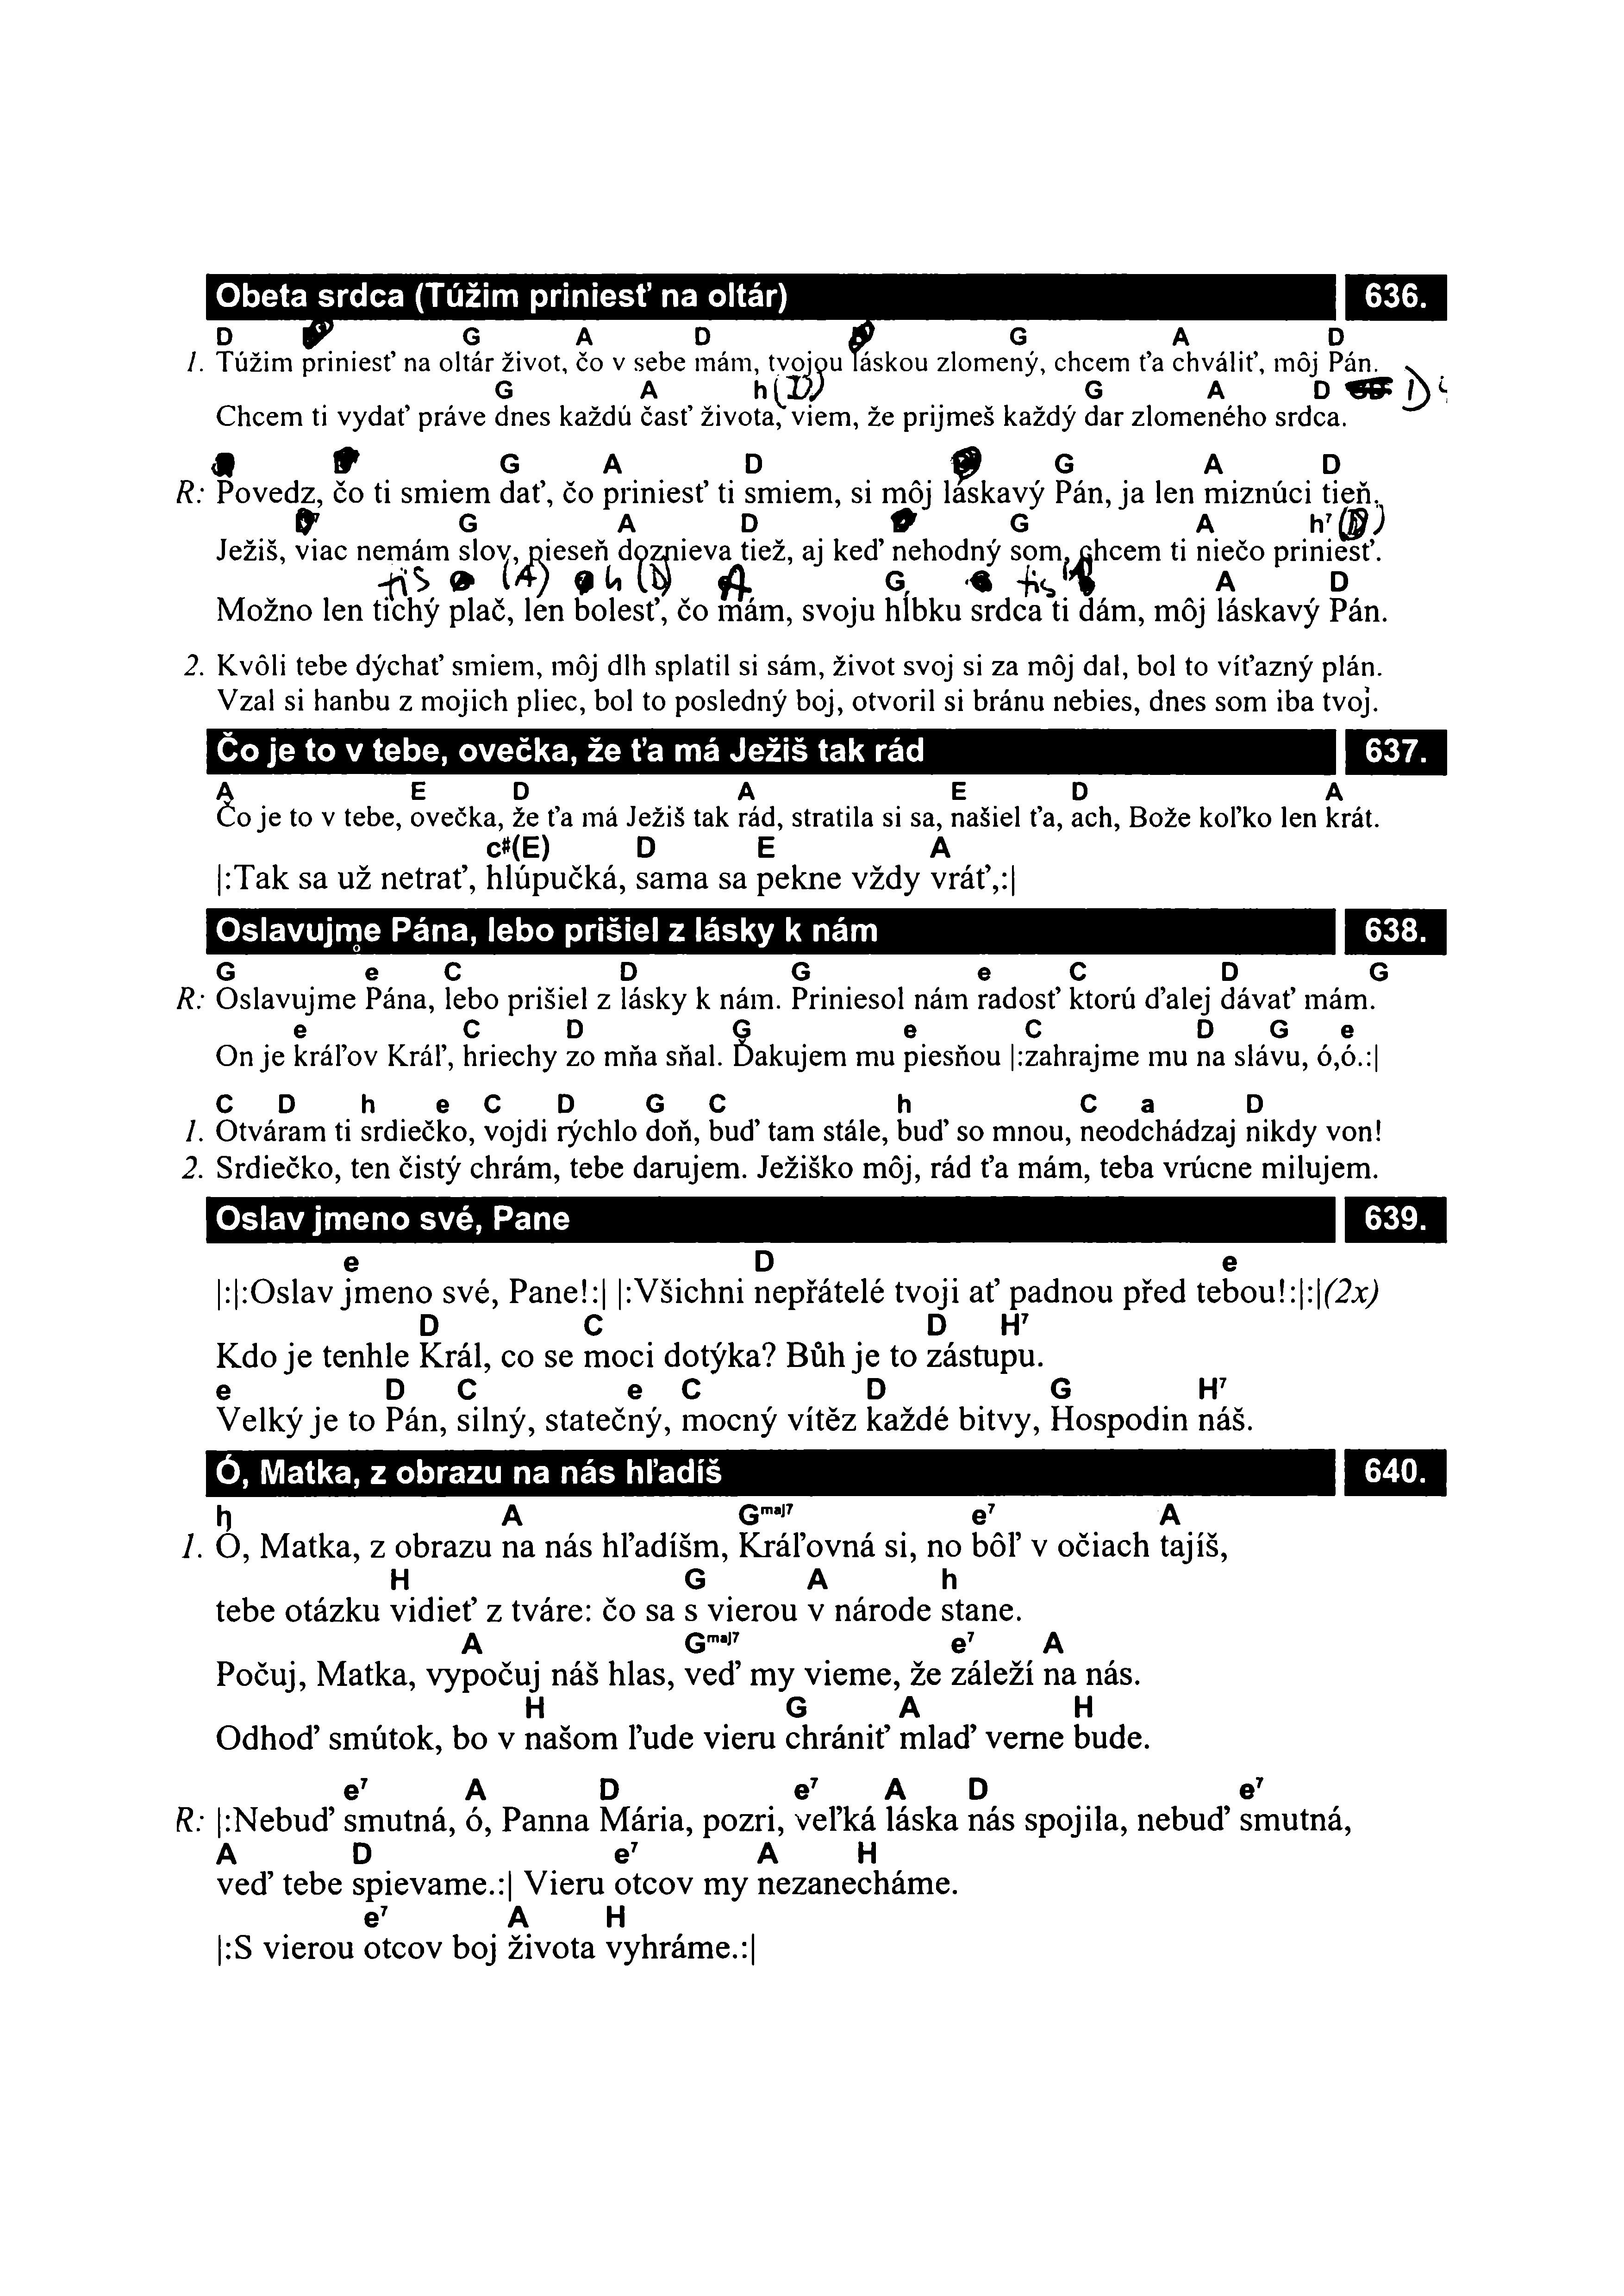 Obeta srdca (Túžim priniesť na oltár) 636.
D G A D G A D
1. Túžim priniesť na oltár život, čo v sebe mám, tvojou láskou zlomený, chcem ťa chváliť, môj Pán.
G A h (D) G A D D
Chcem ti vydať práve dnes každú časť života, viem, že prijmeš každý dar zlomeného srdca.
G A D G A D
R: Povedz, čo ti smiem dať, čo priniesť ti smiem, si môj láskavý Pán, ja len miznúci tieň.
G A D G A h7 (D)
Ježiš, viac nemám slov, pieseň doznieva tiež, aj keď nehodný som, chcem ti niečo priniesť.
fis (A) h (D) A G fis A D
Možno len tichý plač, len bolesť, čo mám, svoju hĺbku srdca ti dám, môj láskavý Pán.
2. Kvôli tebe dýchať smiem, môj dlh splatil si sám, život svoj si za môj dal, bol to víťazný plán.
Vzal si hanbu z mojich pliec, bol to posledný boj, otvoril si bránu nebies, dnes som iba tvoj.
Čo je to v tebe, ovečka, že ťa má Ježiš tak rád 637.
A E D A E D A
Čo je to v tebe, ovečka, že ťa má Ježiš tak rád, stratila si sa, našiel ťa, ach, Bože koľko len krát.
c#(E) D E A
|:Tak sa už netrať, hlúpučká, sama sa pekne vždy vráť,:|
Oslavujme Pána, lebo prišiel z lásky k nám 638.
G e C D G e C D G
R: Oslavujme Pána, lebo prišiel z lásky k nám. Priniesol nám radosť ktorú ďalej dávať mám.
e C D G e C D G e
On je kráľov Kráľ, hriechy zo mňa sňal. Ďakujem mu piesňou |:zahrajme mu na slávu, ó,ó.:|
C D h e C D G C h C a D
1. Otváram ti srdiečko, vojdi rýchlo doň, buď tam stále, buď so mnou, neodchádzaj nikdy von!
2. Srdiečko, ten čistý chrám, tebe darujem. Ježiško môj, rád ťa mám, teba vrúcne milujem.
Oslav jmeno své, Pane 639.
e D e
|:|:Oslav jmeno své, Pane!:| |:Všichni nepřátelé tvoji ať padnou před tebou!:|:|(2x)
D C D H7
Kdo je tenhle Král, co se moci dotýka? Bůh je to zástupu.
e D C e C D G H7
Velký je to Pán, silný, statečný, mocný vítěz každé bitvy, Hospodin náš.
Ó, Matka, z obrazu na nás hľadíš 640.
h A Gmaj7 e7 A
1. Ó, Matka, z obrazu na nás hľadíšm, Kráľovná si, no bôľ v očiach tajíš,
H G A h
tebe otázku vidieť z tváre: čo sa s vierou v národe stane.
A Gmaj7 e7 A
Počuj, Matka, vypočuj náš hlas, veď my vieme, že záleží na nás.
H G A H
Odhoď smútok, bo v našom ľude vieru chrániť mlaď verne bude.
e7 A D e7 A D e7
R: |:Nebuď smutná, ó, Panna Mária, pozri, veľká láska nás spojila, nebuď smutná,
A D e7 A H
veď tebe spievame.:| Vieru otcov my nezanecháme.
e7 A H
|:S vierou otcov boj života vyhráme.:|